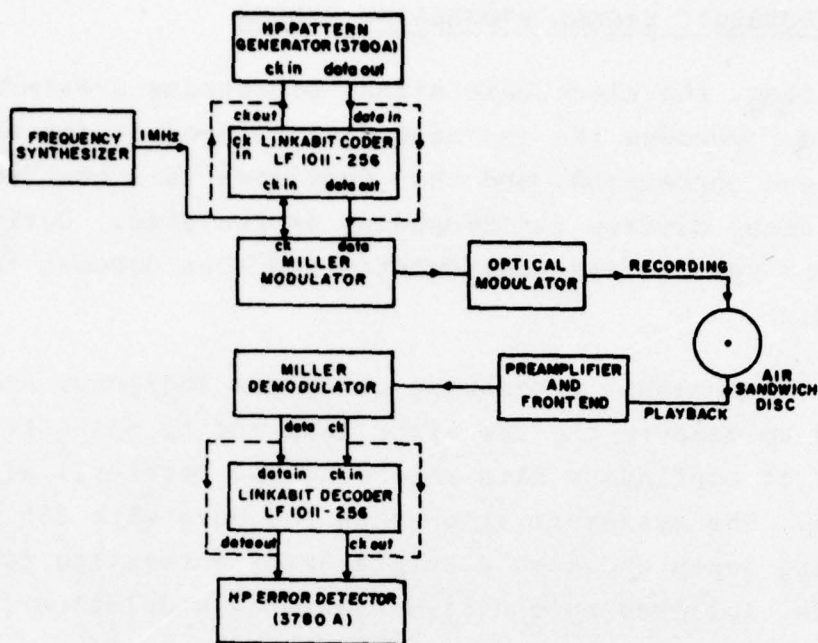 HP PATTERN
GENERATOR (3780A)
ck in data out
ck out data in
FREQUENCY
SYNTHESIZER
1 MHz
ck
in
LINKABIT CODER
LF 1011-256
ck in data out
ck data
MILLER
MODULATOR
OPTICAL
MODULATOR
RECORDING
MILLER
DEMODULATOR
PREAMPLIFIER
AND
FRONT END
PLAYBACK
AIR
SANDWICH
DISC
data ck
data in ck in
LINKABIT DECODER
LF 1011-256
data out ck out
HP ERROR DETECTOR
(3780 A)